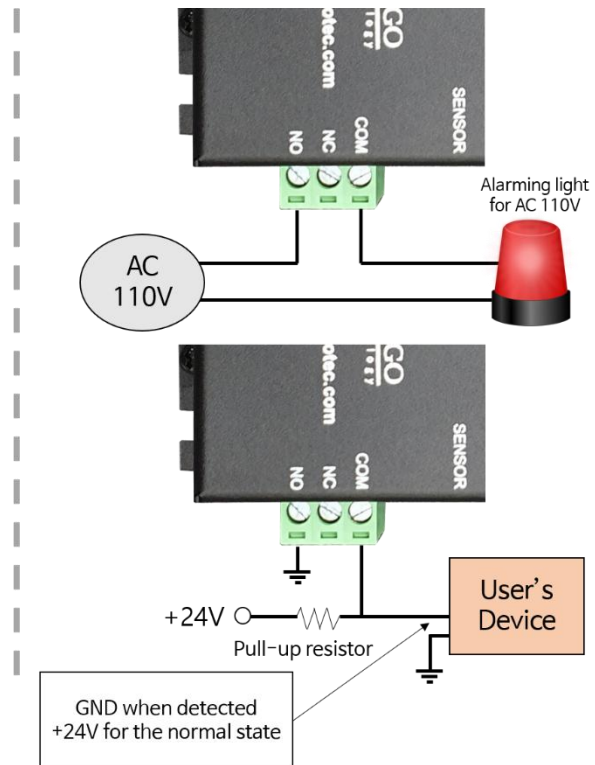 GO
otec.com
NO
NC
COM
SENSOR
Alarming light
for AC 110V
AC
110V
GO
otec.com
NO
NC
COM
SENSOR
+24V
Pull-up resistor
User's
Device
GND when detected
+24V for the normal state